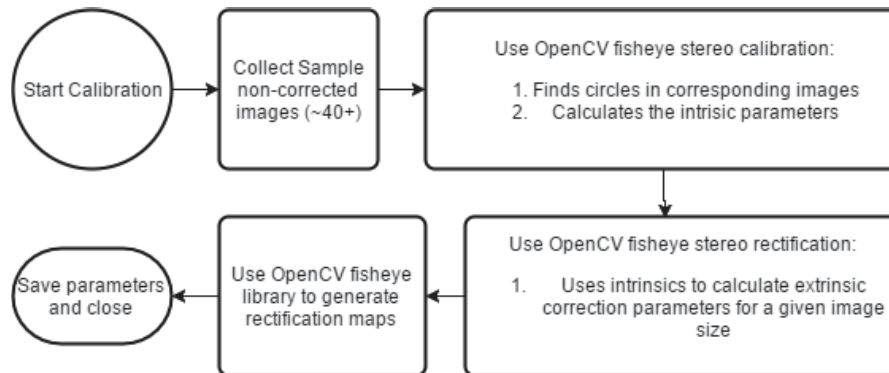 Start Calibration
Collect Sample
non-corrected
images (~40+)
Use OpenCV fisheye stereo calibration:
1. Finds circles in corresponding images
2. Calculates the intrisic parameters
Use OpenCV fisheye stereo rectification:
1. Uses intrinsics to calculate extrinsic
correction parameters for a given image
size
Use OpenCV fisheye
library to generate
rectification maps
Save parameters
and close